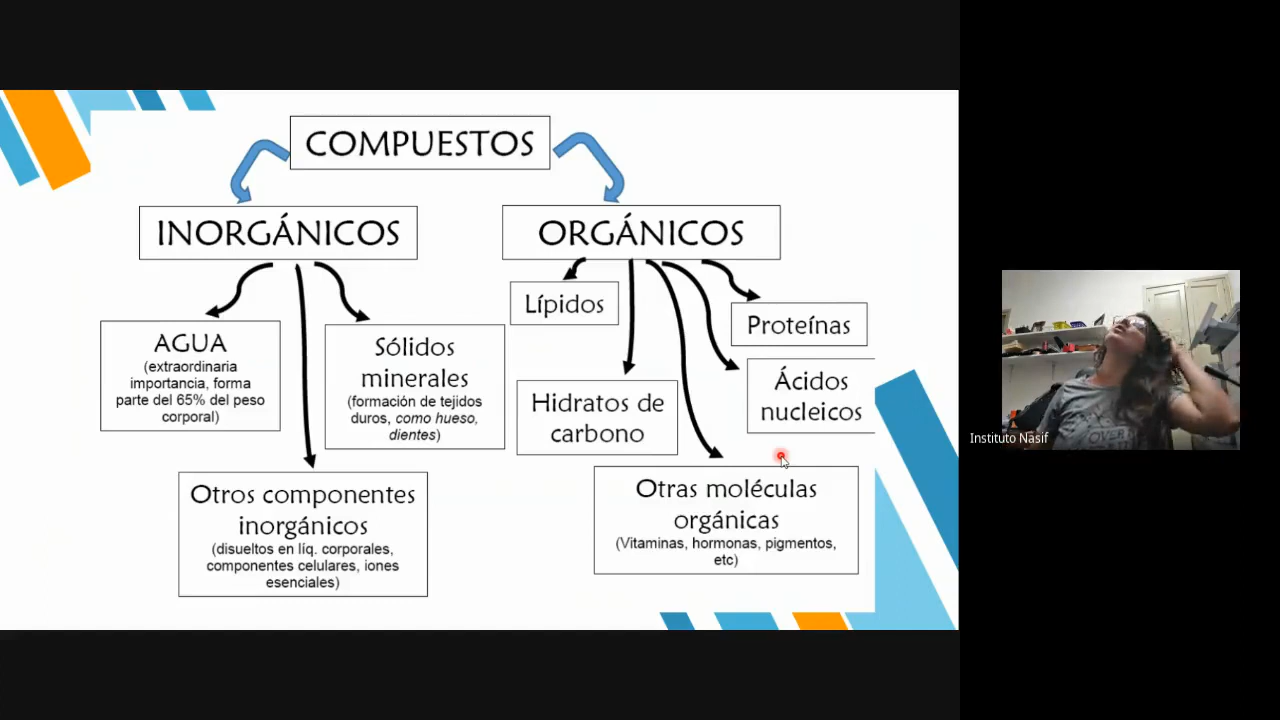 COMPUESTOS
INORGÁNICOS
ORGÁNICOS
AGUA
(extraordinaria
importancia, forma
parte del 65% del peso
corporal)
Sólidos
minerales
(formación de tejidos
duros, como hueso,
dientes)
Otros componentes
inorgánicos
(disueltos en líq. corporales,
componentes celulares, iones
esenciales)
Lípidos
Proteínas
Hidratos de
carbono
Ácidos
nucleicos
Otras moléculas
orgánicas
(Vitaminas, hormonas, pigmentos,
etc)
Instituto Nasif